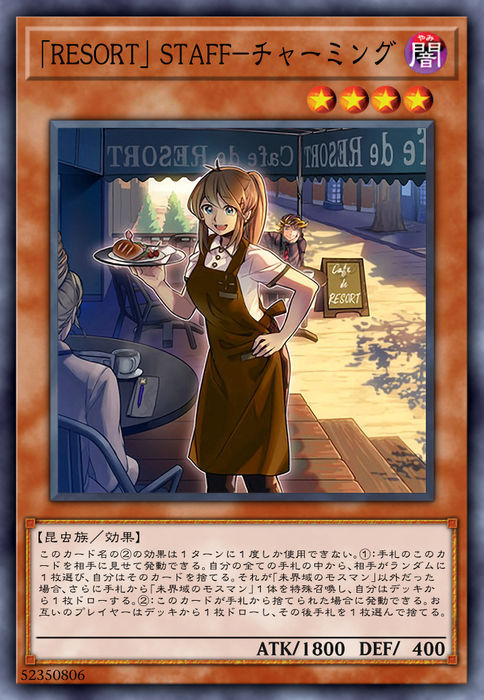 「RESORT」 STAFF－チャーミング
やみ
闇
Cafe de RESORT
fe de RESORT
Cafe
de
RESORT
【昆虫族／効果】
このカード名の②の効果は１ターンに１度しか使用できない。①：手札のこのカ
ードを相手に見せて発動できる。自分の全ての手札の中から、相手がランダムに
１枚選び、自分はそのカードを捨てる。それが「未界域のモスマン」以外だった
場合、さらに手札から「未界域のモスマン」１体を特殊召喚し、自分はデッキか
ら１枚ドローする。②：このカードが手札から捨てられた場合に発動できる。お
互いのプレイヤーはデッキから１枚ドローし、その後手札を１枚選んで捨てる。
ATK/1800 DEF/ 400
52350806